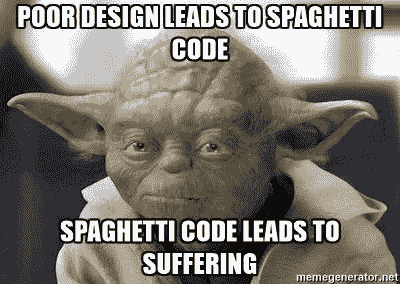 POOR DESIGN LEADS TO SPAGHETTI
CODE
SPAGHETTI CODE LEADS TO
SUFFERING
memegenerator.net